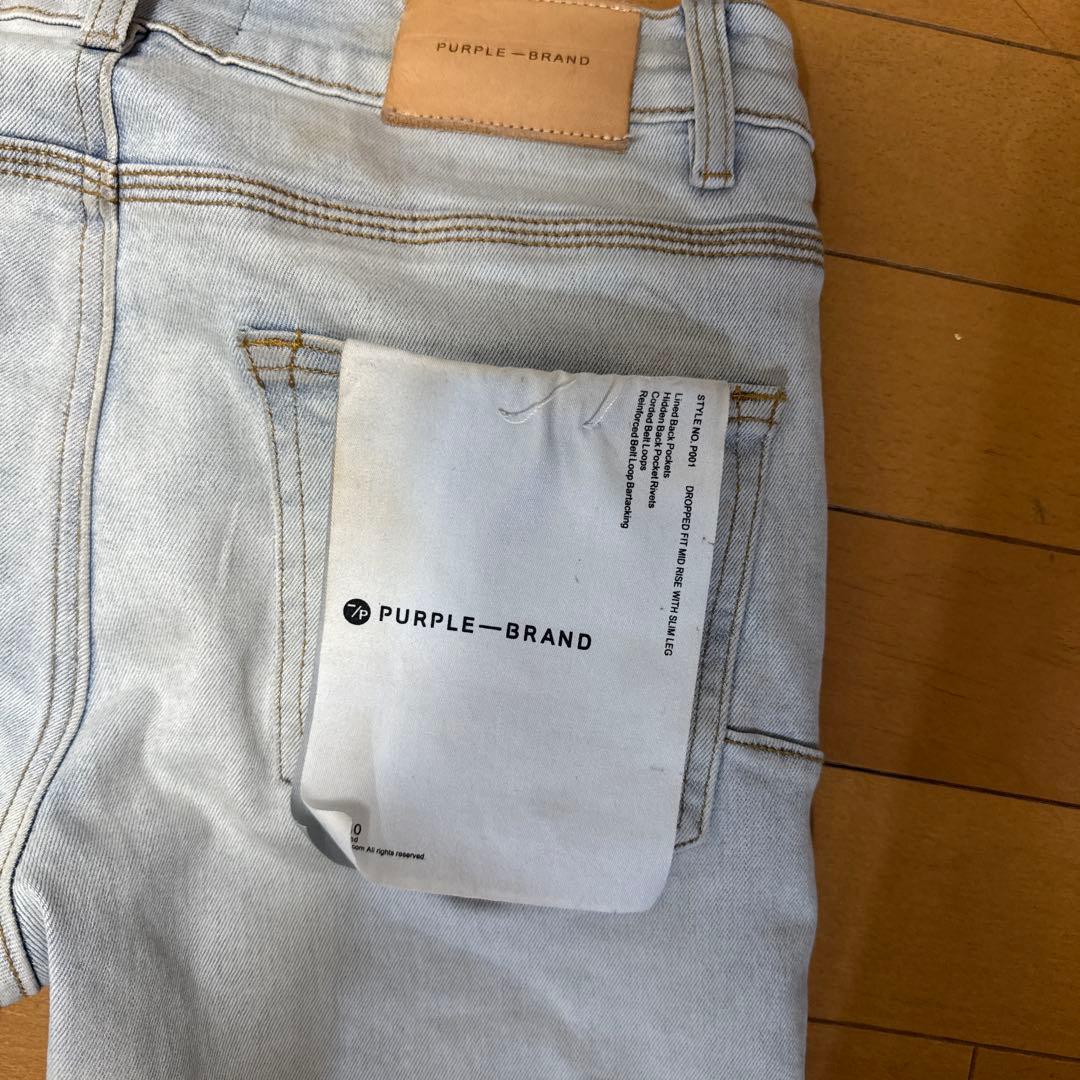 PURPLE—BRAND
STYLE NO. P001 DROPPED FIT MID RISE WITH SLIM LEG
Lined Back Pockets
Hidden Back Pocket Rivets
Corded Belt Loops
Reinforced Belt Loop Bartacking
–/P PURPLE—BRAND
All rights reserved